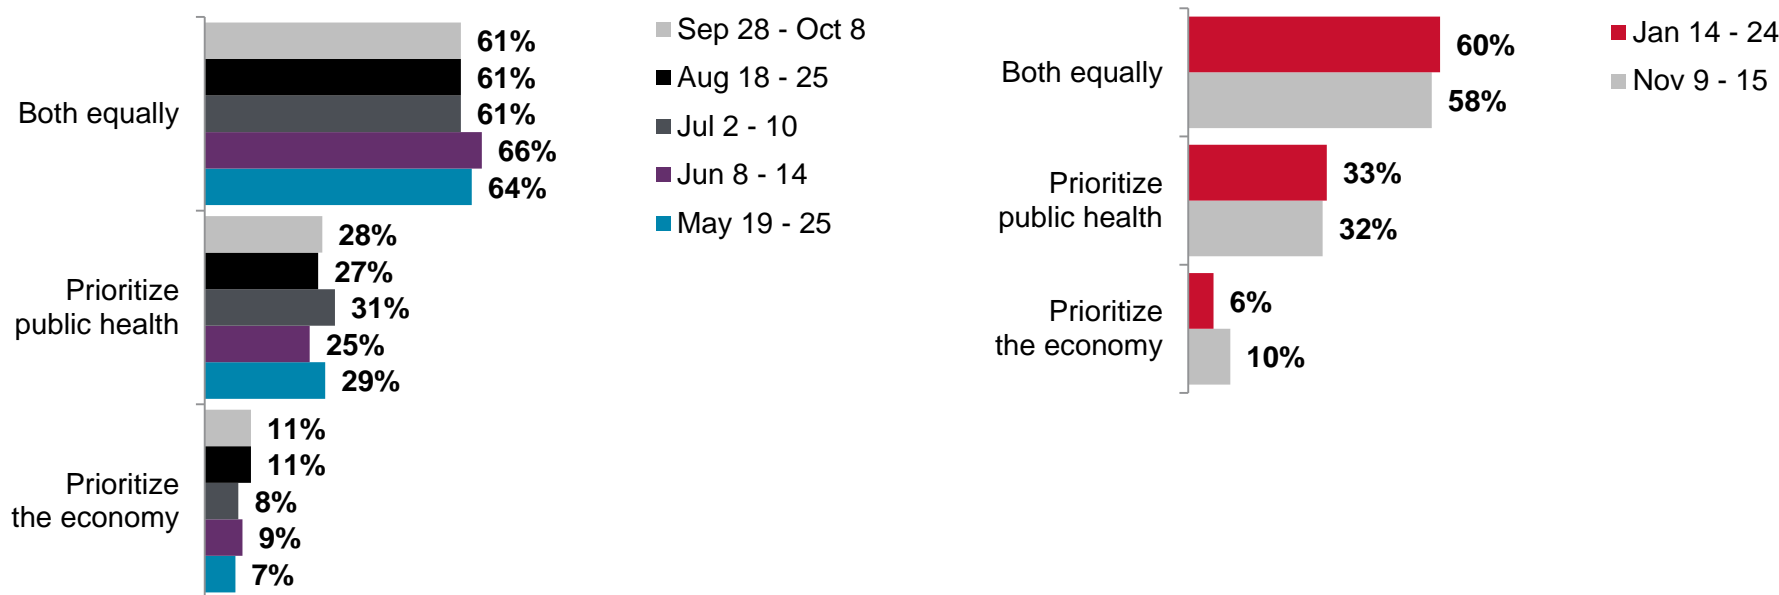 Both equally
61%
61%
61%
66%
64%
Prioritize
public health
28%
27%
31%
25%
29%
Prioritize
the economy
11%
11%
8%
9%
7%
Sep 28 - Oct 8
Aug 18 - 25
Jul 2 - 10
Jun 8 - 14
May 19 - 25
Both equally
60%
58%
Prioritize
public health
33%
32%
Prioritize
the economy
6%
10%
Jan 14 - 24
Nov 9 - 15